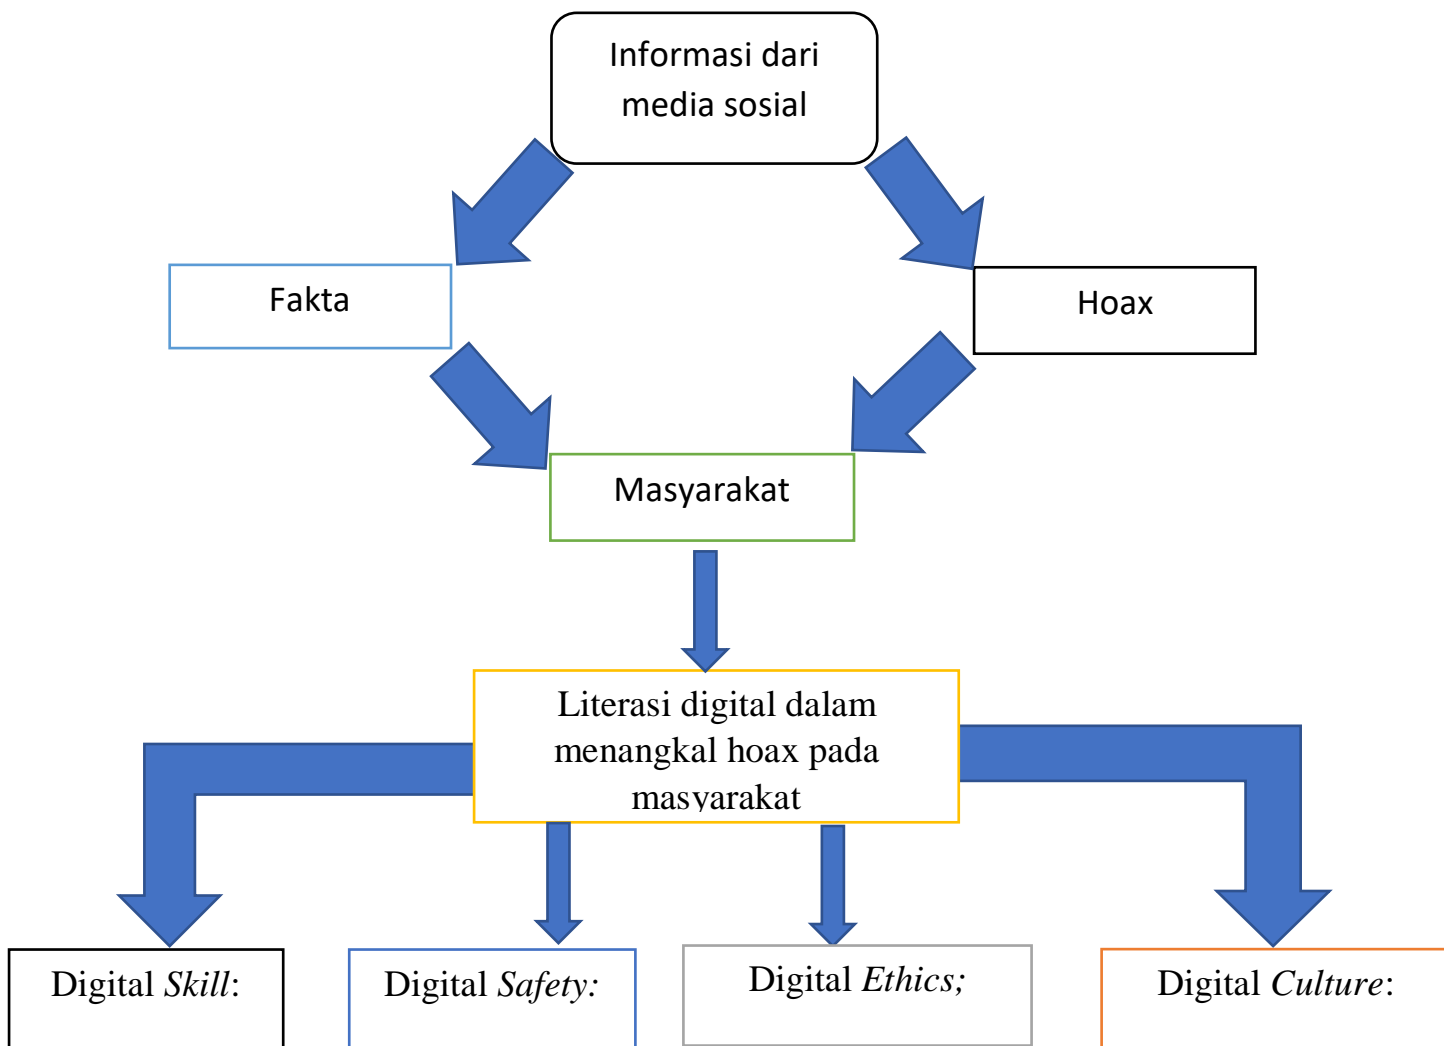 Informasi dari
media sosial
Fakta
Hoax
Masyarakat
Literasi digital dalam
menangkal hoax pada
masyarakat
Digital Skill:
Digital Safety:
Digital Ethics;
Digital Culture: